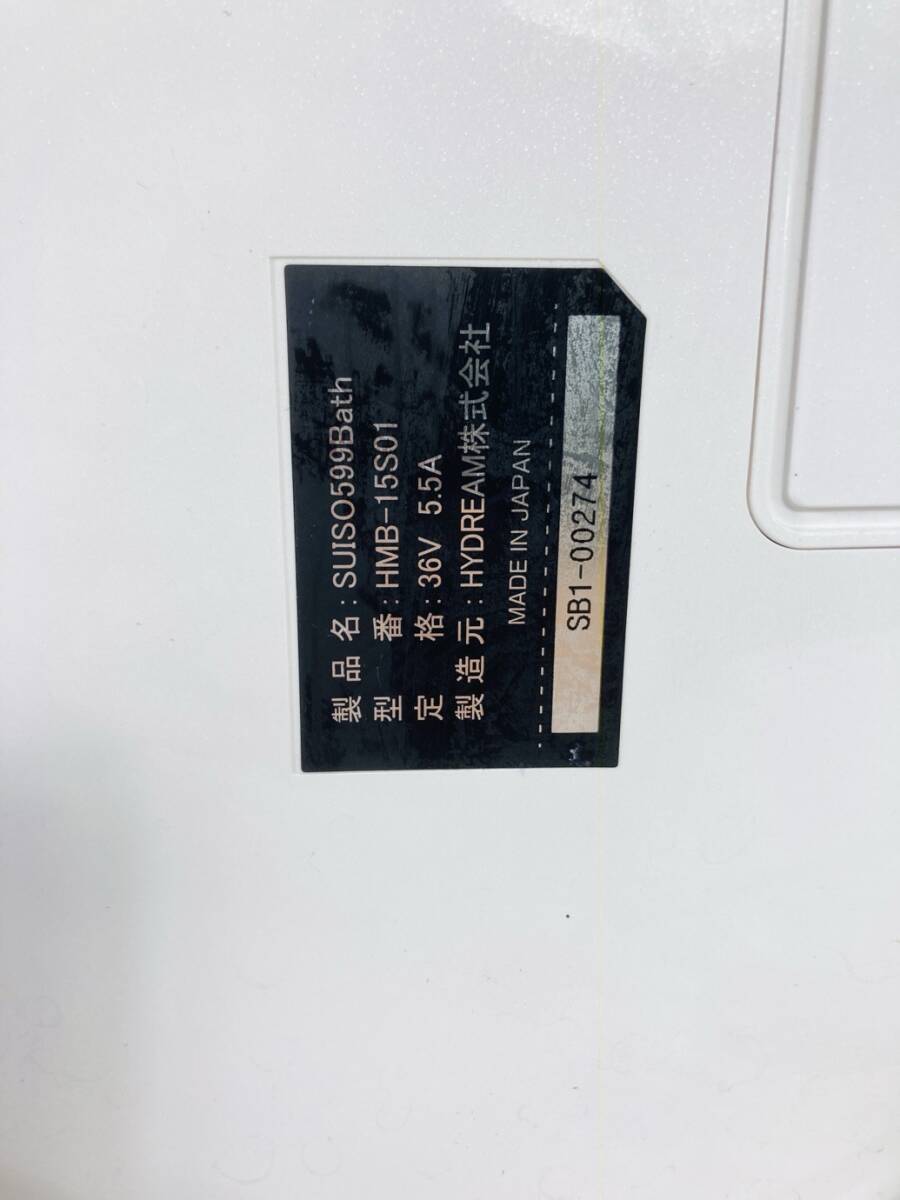 製品名:SUISO599Bath
型　番:HMB-15S01
定　格:36V 5.5A
製造元:HYDREAM株式会社
MADE IN JAPAN
SB1-00274